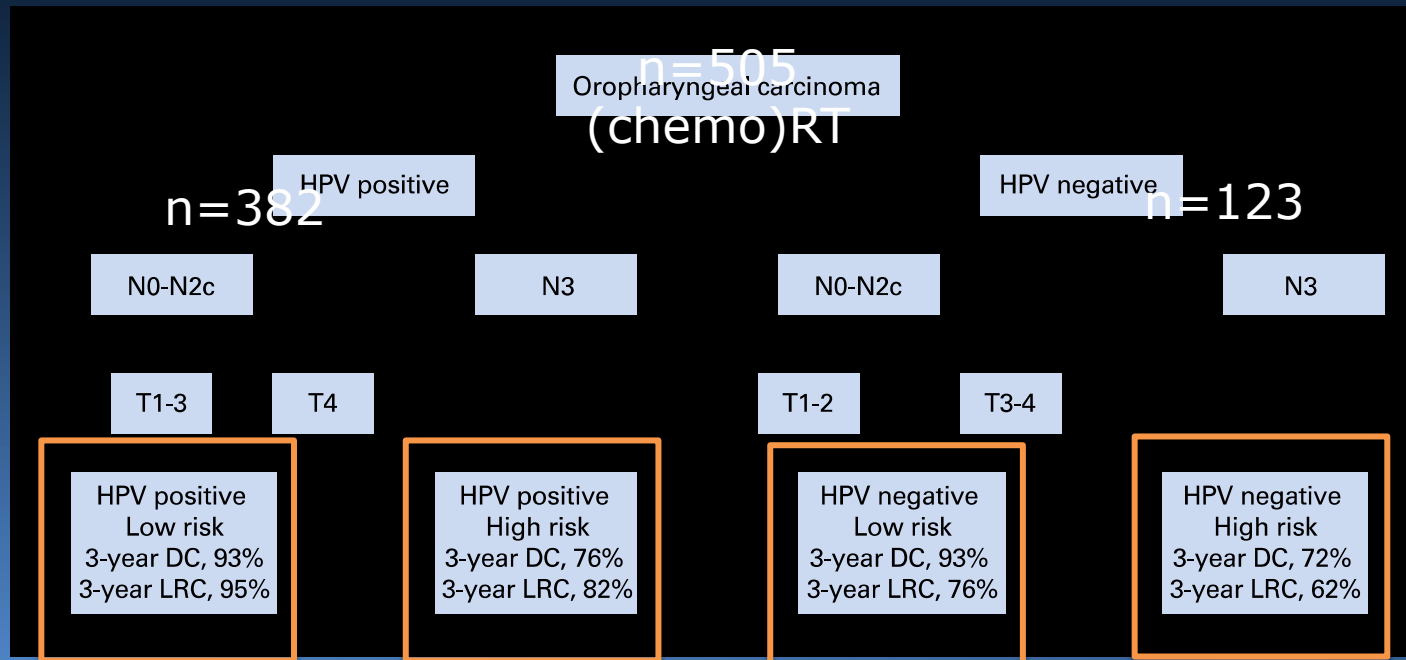 n=505
Oropharyngeal carcinoma
(chemo)RT
HPV positive
HPV negative
n=382
n=123
N0-N2c
N3
N0-N2c
N3
T1-3
T4
T1-2
T3-4
HPV positive
Low risk
3-year DC, 93%
3-year LRC, 95%
HPV positive
High risk
3-year DC, 76%
3-year LRC, 82%
HPV negative
Low risk
3-year DC, 93%
3-year LRC, 76%
HPV negative
High risk
3-year DC, 72%
3-year LRC, 62%